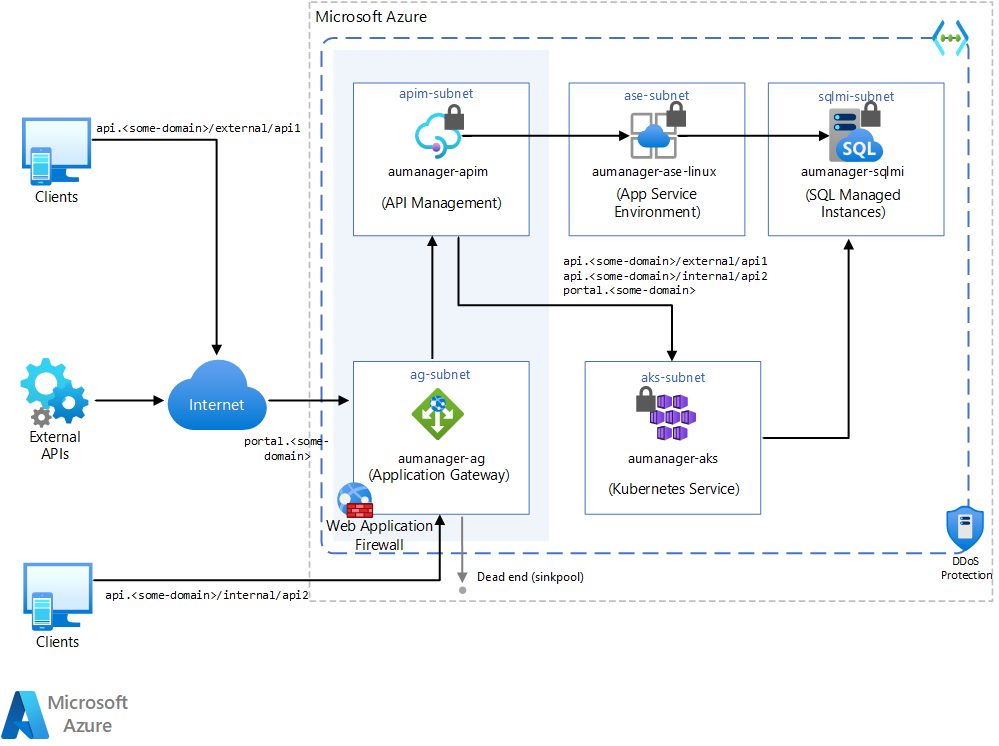 Microsoft Azure
apim-subnet
aumanager-apim
(API Management)
ase-subnet
aumanager-ase-linux
(App Service
Environment)
sqlmi-subnet
SQL
aumanager-sqlmi
(SQL Managed
Instances)
api.<some-domain>/external/api1
Clients
api.<some-domain>/external/api1
api.<some-domain>/internal/api2
portal.<some-domain>
External
APIs
Internet
portal.<some-
domain>
ag-subnet
aumanager-ag
(Application Gateway)
Web Application
Firewall
aks-subnet
aumanager-aks
(Kubernetes Service)
DDoS
Protection
Dead end (sinkpool)
api.<some-domain>/internal/api2
Clients
Microsoft
Azure